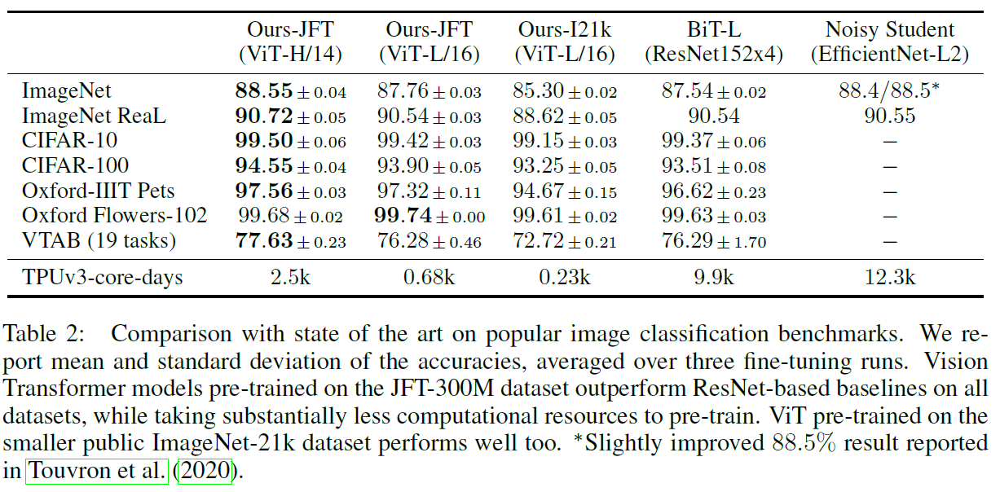 Ours-JFT Ours-JFT Ours-I21k BiT-L Noisy Student
(ViT-H/14) (ViT-L/16) (ViT-L/16) (ResNet152x4) (EfficientNet-L2)
ImageNet 88.55 ± 0.04 87.76 ± 0.03 85.30 ± 0.02 87.54 ± 0.02 88.4/88.5*
ImageNet ReaL 90.72 ± 0.05 90.54 ± 0.03 88.62 ± 0.05 90.54 90.55
CIFAR-10 99.50 ± 0.06 99.42 ± 0.03 99.15 ± 0.03 99.37 ± 0.06 −
CIFAR-100 94.55 ± 0.04 93.90 ± 0.05 93.25 ± 0.05 93.51 ± 0.08 −
Oxford-IIIT Pets 97.56 ± 0.03 97.32 ± 0.11 94.67 ± 0.15 96.62 ± 0.23 −
Oxford Flowers-102 99.68 ± 0.02 99.74 ± 0.00 99.61 ± 0.02 99.63 ± 0.03 −
VTAB (19 tasks) 77.63 ± 0.23 76.28 ± 0.46 72.72 ± 0.21 76.29 ± 1.70 −
TPUv3-core-days 2.5k 0.68k 0.23k 9.9k 12.3k
Table 2: Comparison with state of the art on popular image classification benchmarks. We re-
port mean and standard deviation of the accuracies, averaged over three fine-tuning runs. Vision
Transformer models pre-trained on the JFT-300M dataset outperform ResNet-based baselines on all
datasets, while taking substantially less computational resources to pre-train. ViT pre-trained on the
smaller public ImageNet-21k dataset performs well too. *Slightly improved 88.5% result reported
in Touvron et al. (2020).